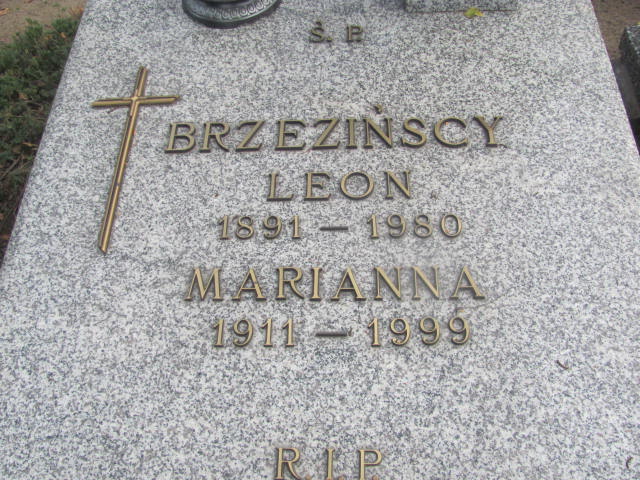 Ś. P.
BRZEZIŃSCY
LEON
1891 – 1980
MARIANNA
1911 – 1999
R.I.P.